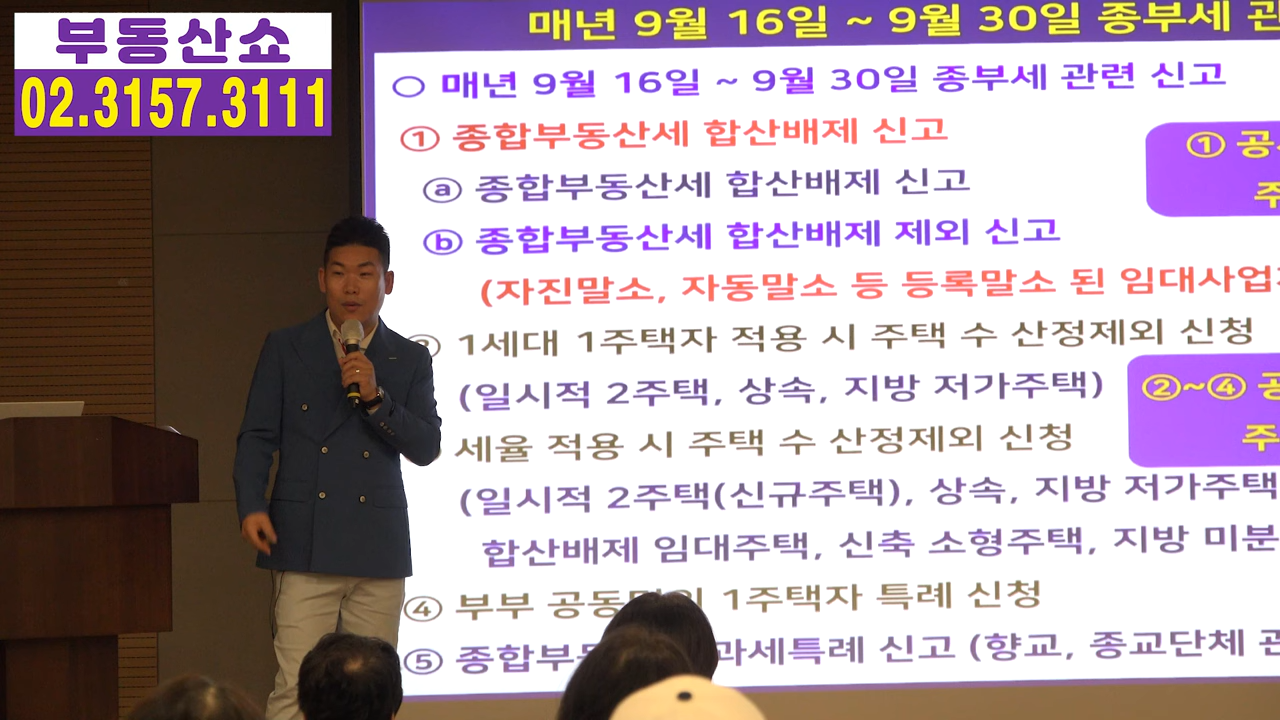 부동산쇼
02.3157.3111
매년 9월 16일 ~ 9월 30일 종부세
○ 매년 9월 16일 ~ 9월 30일 종부세 관련 신고
① 종합부동산세 합산배제 신고
ⓐ 종합부동산세 합산배제 신고
ⓑ 종합부동산세 합산배제 제외 신고
(자진말소, 자동말소 등 등록말소 된 임대사업
① 공
주
1세대 1주택자 적용 시 주택 수 산정제외 신청
(일시적 2주택, 상속, 지방 저가주택)
②~④ 공
주
세율 적용 시 주택 수 산정제외 신청
(일시적 2주택(신규주택), 상속, 지방 저가주택
합산배제 임대주택, 신축 소형주택, 지방 미분
④ 부부 공동 1주택자 특례 신청
⑤ 종합부 과세특례 신고 (향교, 종교단체